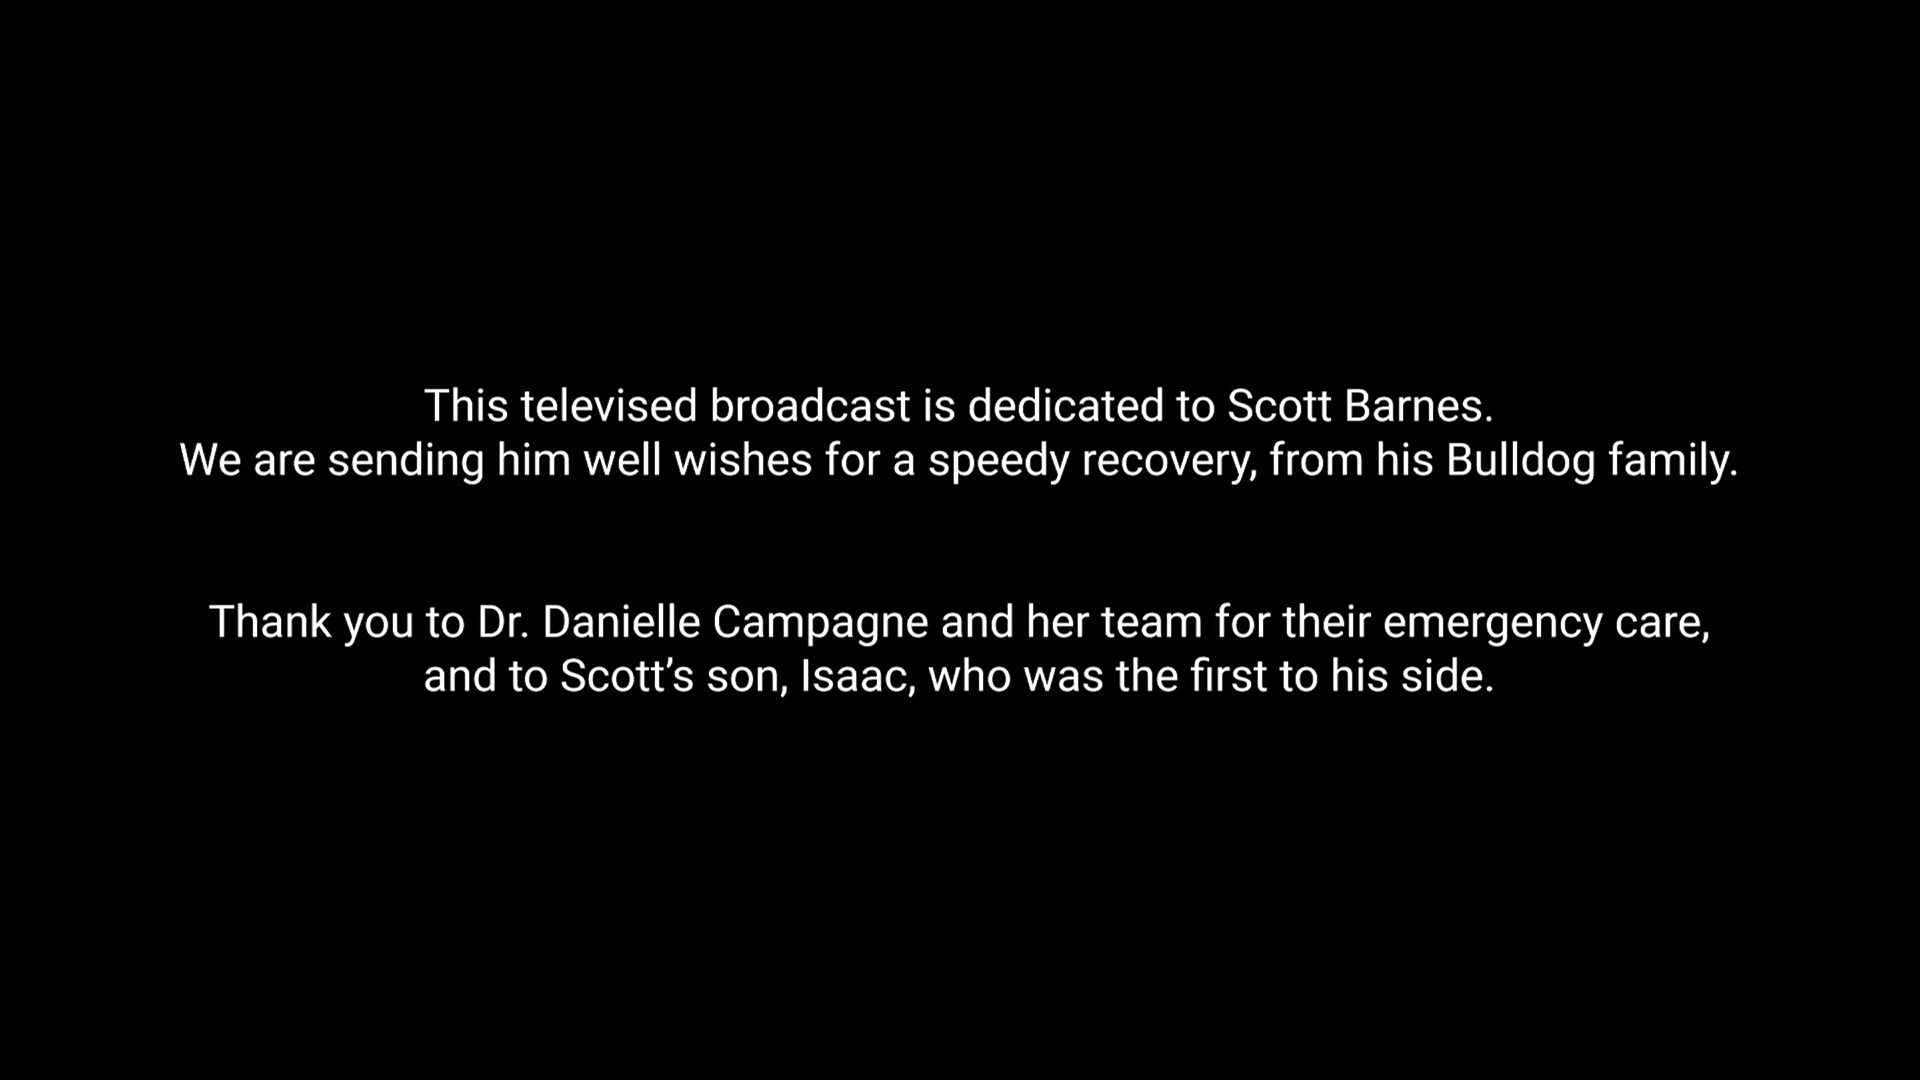 This televised broadcast is dedicated to Scott Barnes.
We are sending him well wishes for a speedy recovery, from his Bulldog family.
Thank you to Dr. Danielle Campagne and her team for their emergency care,
and to Scott’s son, Isaac, who was the first to his side.